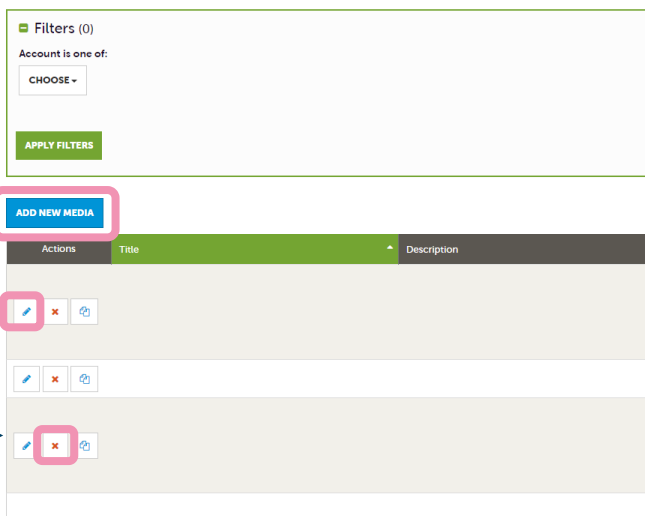 Filters (0)
Account is one of:
CHOOSE
APPLY FILTERS
ADD NEW MEDIA
Actions Title Description